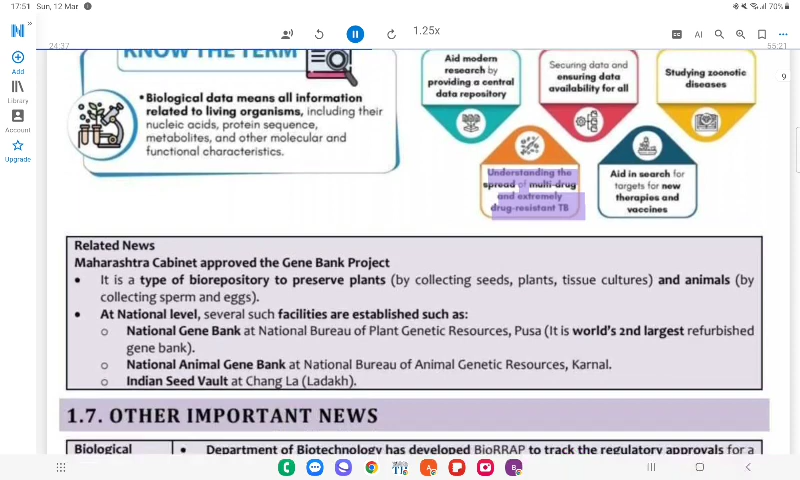 17:51 Sun, 12 Mar
70%
1.25x
24:37
55:21
AI
Add
Library
Account
Upgrade
9
KNOW THE TERM
•Biological data means all information
related to living organisms, including their
nucleic acids, protein sequence,
metabolites, and other molecular and
functional characteristics.
Aid modern
research by
providing a central
data repository
Securing data and
ensuring data
availability for all
Studying zoonotic
diseases
Understanding the
spread of multi-drug
and extremely
drug-resistant TB
Aid in search for
targets for new
therapies and
vaccines
Related News
Maharashtra Cabinet approved the Gene Bank Project
• It is a type of biorepository to preserve plants (by collecting seeds, plants, tissue cultures) and animals (by
collecting sperm and eggs).
• At National level, several such facilities are established such as:
o National Gene Bank at National Bureau of Plant Genetic Resources, Pusa (It is world's 2nd largest refurbished
gene bank).
o National Animal Gene Bank at National Bureau of Animal Genetic Resources, Karnal.
o Indian Seed Vault at Chang La (Ladakh).
1.7. OTHER IMPORTANT NEWS
Biological
• Department of Biotechnology has developed BioRRAP to track the regulatory approvals for a